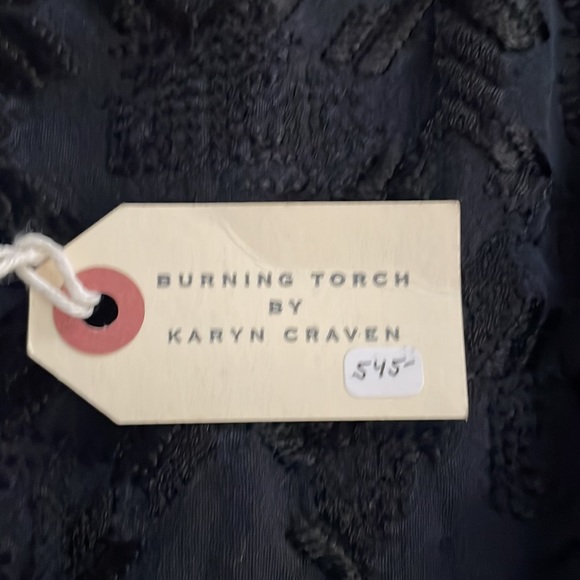 BURNING TORCH
BY
KARYN CRAVEN
545-